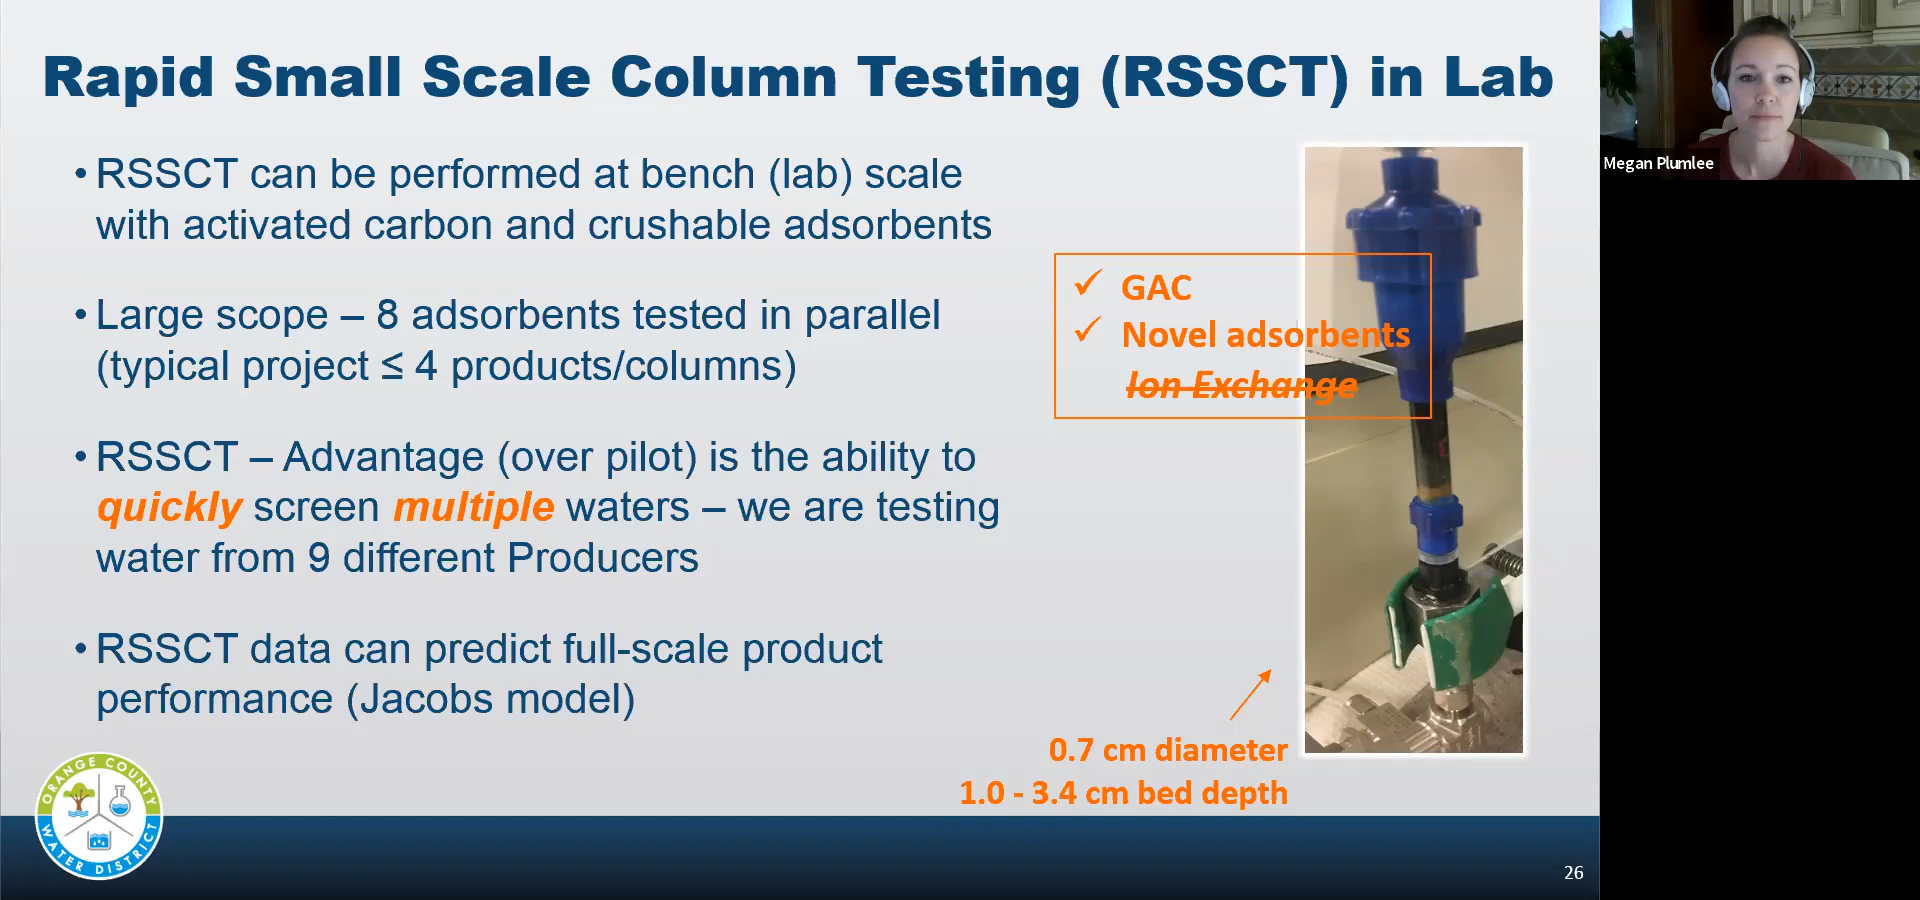 Rapid Small Scale Column Testing (RSSCT) in Lab
• RSSCT can be performed at bench (lab) scale
with activated carbon and crushable adsorbents
• Large scope – 8 adsorbents tested in parallel
(typical project ≤ 4 products/columns)
• RSSCT – Advantage (over pilot) is the ability to
quickly screen multiple waters – we are testing
water from 9 different Producers
• RSSCT data can predict full-scale product
performance (Jacobs model)
✓ GAC
✓ Novel adsorbents
Ion Exchange
0.7 cm diameter
1.0 - 3.4 cm bed depth
ORANGE COUNTY
WATER DISTRICT
26
Megan Plumlee